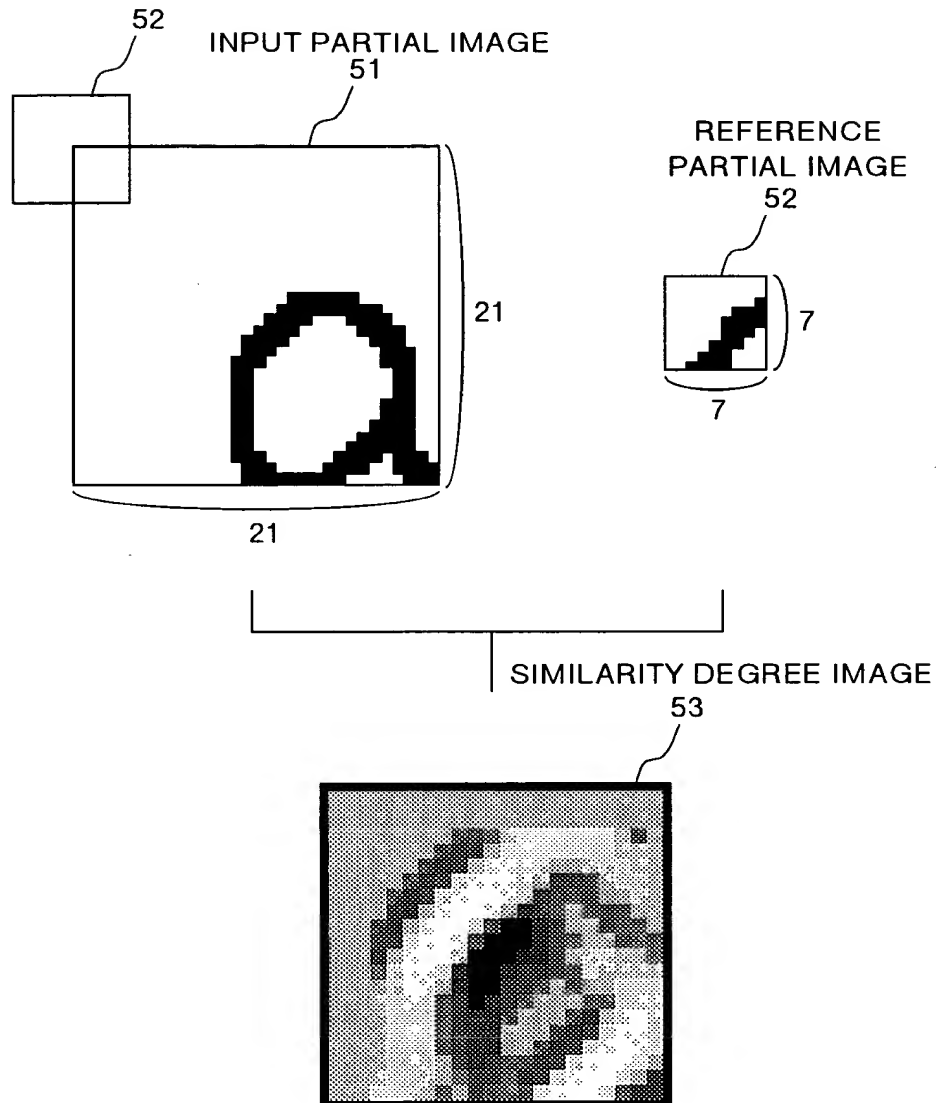 52
INPUT PARTIAL IMAGE
51
REFERENCE
PARTIAL IMAGE
52
21
7
7
21
SIMILARITY DEGREE IMAGE
53